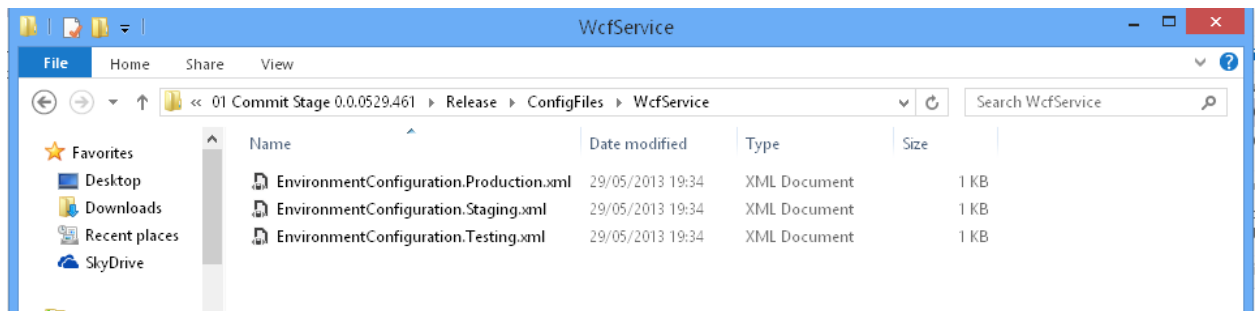 WcfService
File Home Share View
« 01 Commit Stage 0.0.0529.461 Release ConfigFiles WcfService Search WcfService
Favorites
Desktop
Downloads
Recent places
SkyDrive
Name Date modified Type Size
EnvironmentConfiguration.Production.xml 29/05/2013 19:34 XML Document 1 KB
EnvironmentConfiguration.Staging.xml 29/05/2013 19:34 XML Document 1 KB
EnvironmentConfiguration.Testing.xml 29/05/2013 19:34 XML Document 1 KB